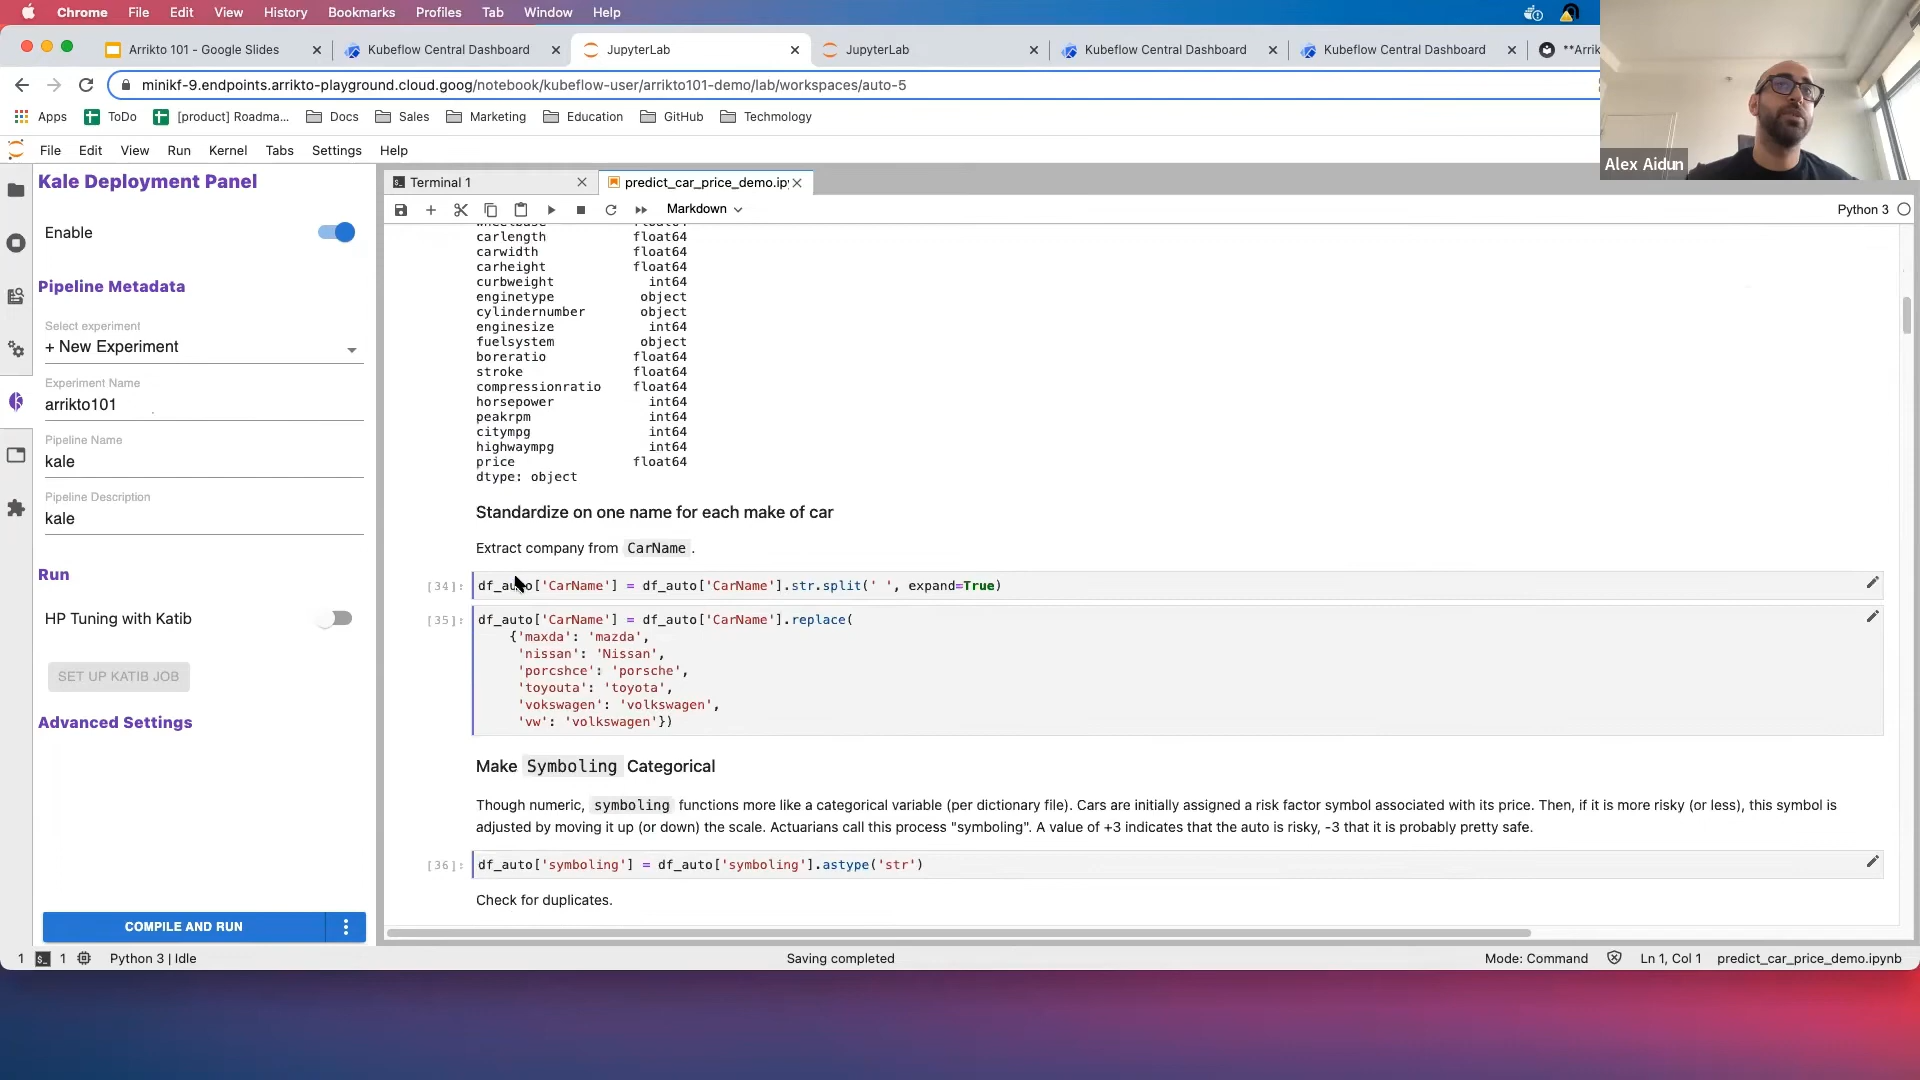 Chrome File Edit View History Bookmarks Profiles Tab Window Help
Arrikto 101 - Google Slides Kubeflow Central Dashboard JupyterLab JupyterLab Kubeflow Central Dashboard Kubeflow Central Dashboard **Arri
minikf-9.endpoints.arrikto-playground.cloud.goog/notebook/kubeflow-user/arrikto101-demo/lab/workspaces/auto-5
Apps ToDo [product] Roadma... Docs Sales Marketing Education GitHub Techmology
Alex Aidun
File Edit View Run Kernel Tabs Settings Help
Kale Deployment Panel
Enable
Pipeline Metadata
Select experiment
+ New Experiment
Experiment Name
arrikto101
Pipeline Name
kale
Pipeline Description
kale
Run
HP Tuning with Katib
SET UP KATIB JOB
Advanced Settings
COMPILE AND RUN
Terminal 1 predict_car_price_demo.ip
Markdown
Python 3
carlength float64
carwidth float64
carheight float64
curbweight int64
enginetype object
cylindernumber object
enginesize int64
fuelsystem object
boreratio float64
stroke float64
compressionratio float64
horsepower int64
peakrpm int64
citympg int64
highwaympg int64
price float64
dtype: object
Standardize on one name for each make of car
Extract company from CarName .
[34]: df_auto['CarName'] = df_auto['CarName'].str.split(' ', expand=True)
[35]: df_auto['CarName'] = df_auto['CarName'].replace(
{'maxda': 'mazda',
'nissan': 'Nissan',
'porcshce': 'porsche',
'toyouta': 'toyota',
'vokswagen': 'volkswagen',
'vw': 'volkswagen'})
Make Symboling Categorical
Though numeric, symboling functions more like a categorical variable (per dictionary file). Cars are initially assigned a risk factor symbol associated with its price. Then, if it is more risky (or less), this symbol is
adjusted by moving it up (or down) the scale. Actuarians call this process "symboling". A value of +3 indicates that the auto is risky, -3 that it is probably pretty safe.
[36]: df_auto['symboling'] = df_auto['symboling'].astype('str')
Check for duplicates.
1 1 Python 3 | Idle Saving completed Mode: Command Ln 1, Col 1 predict_car_price_demo.ipynb